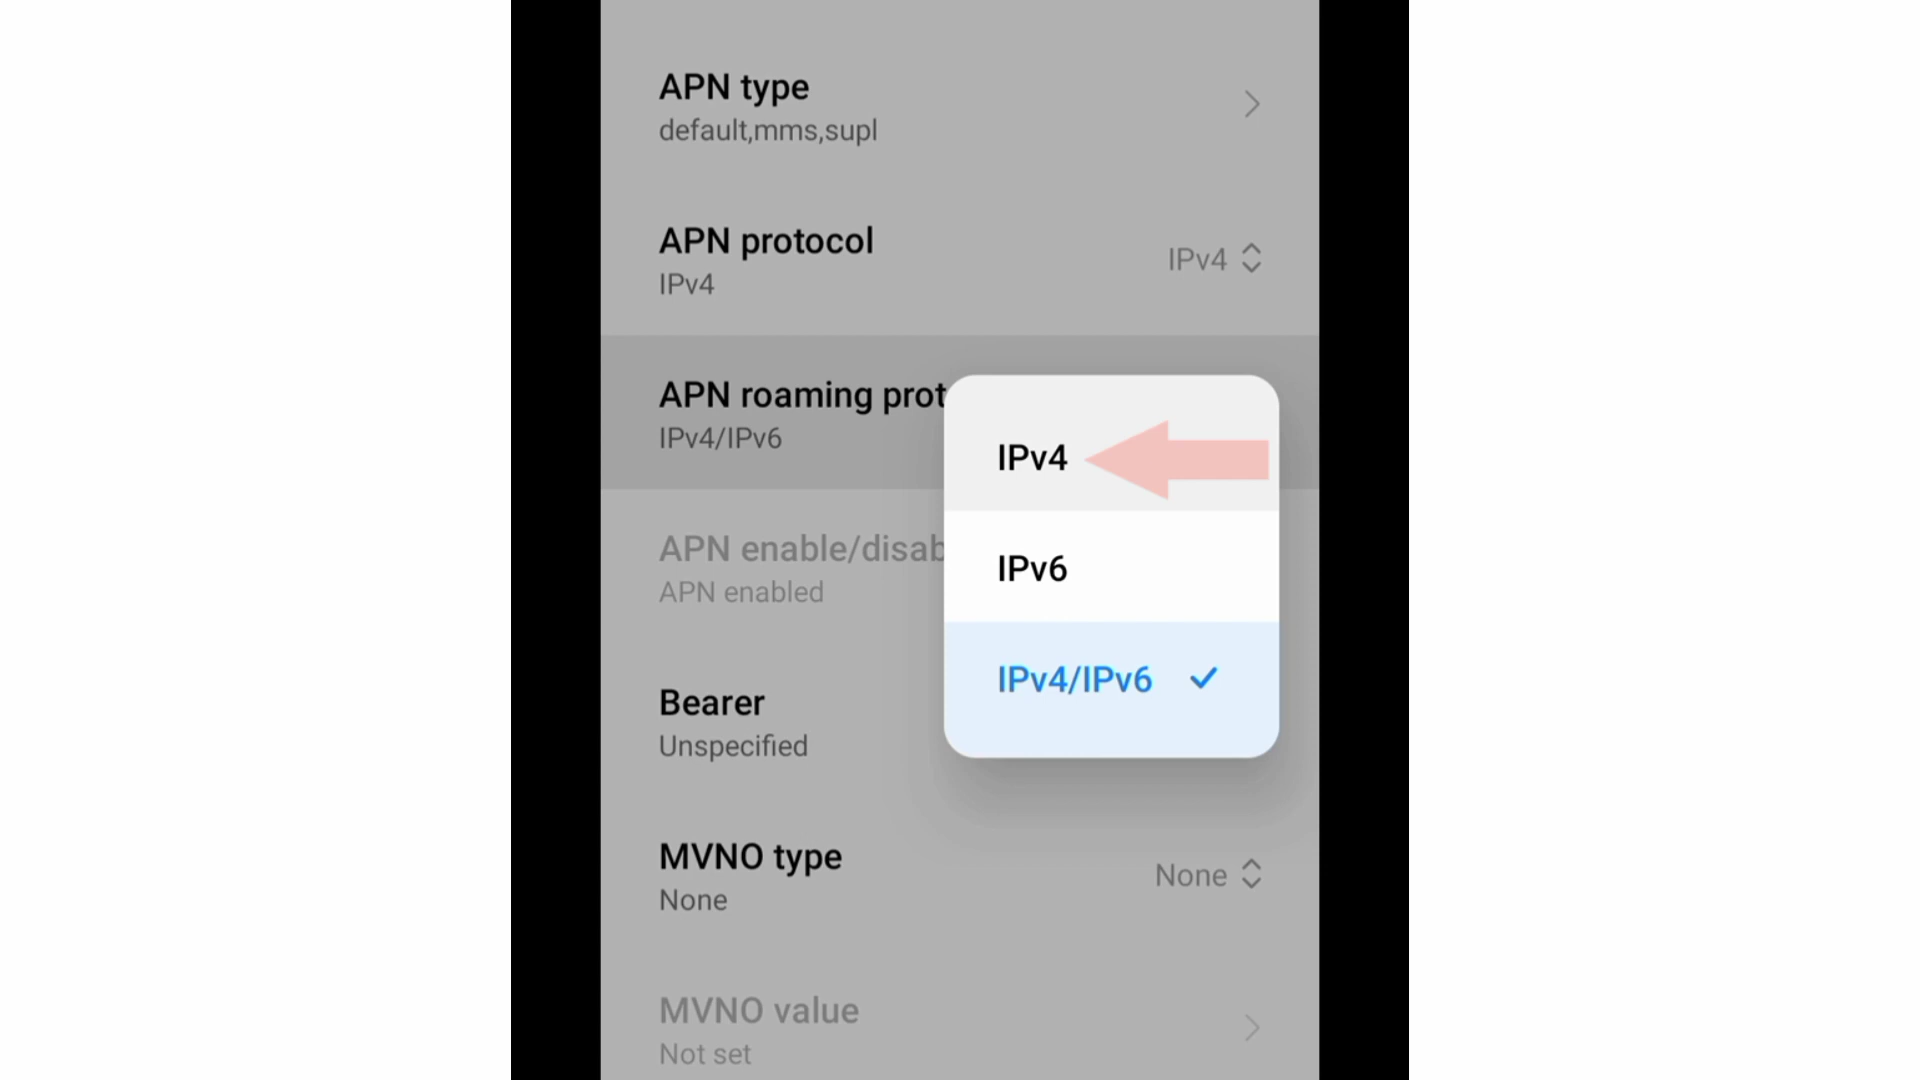 APN type
default,mms,supl
APN protocol
IPv4
IPv4
APN roaming prot
IPv4/IPv6
IPv4
IPv6
IPv4/IPv6
APN enable/disab
APN enabled
Bearer
Unspecified
MVNO type
None
None
MVNO value
Not set